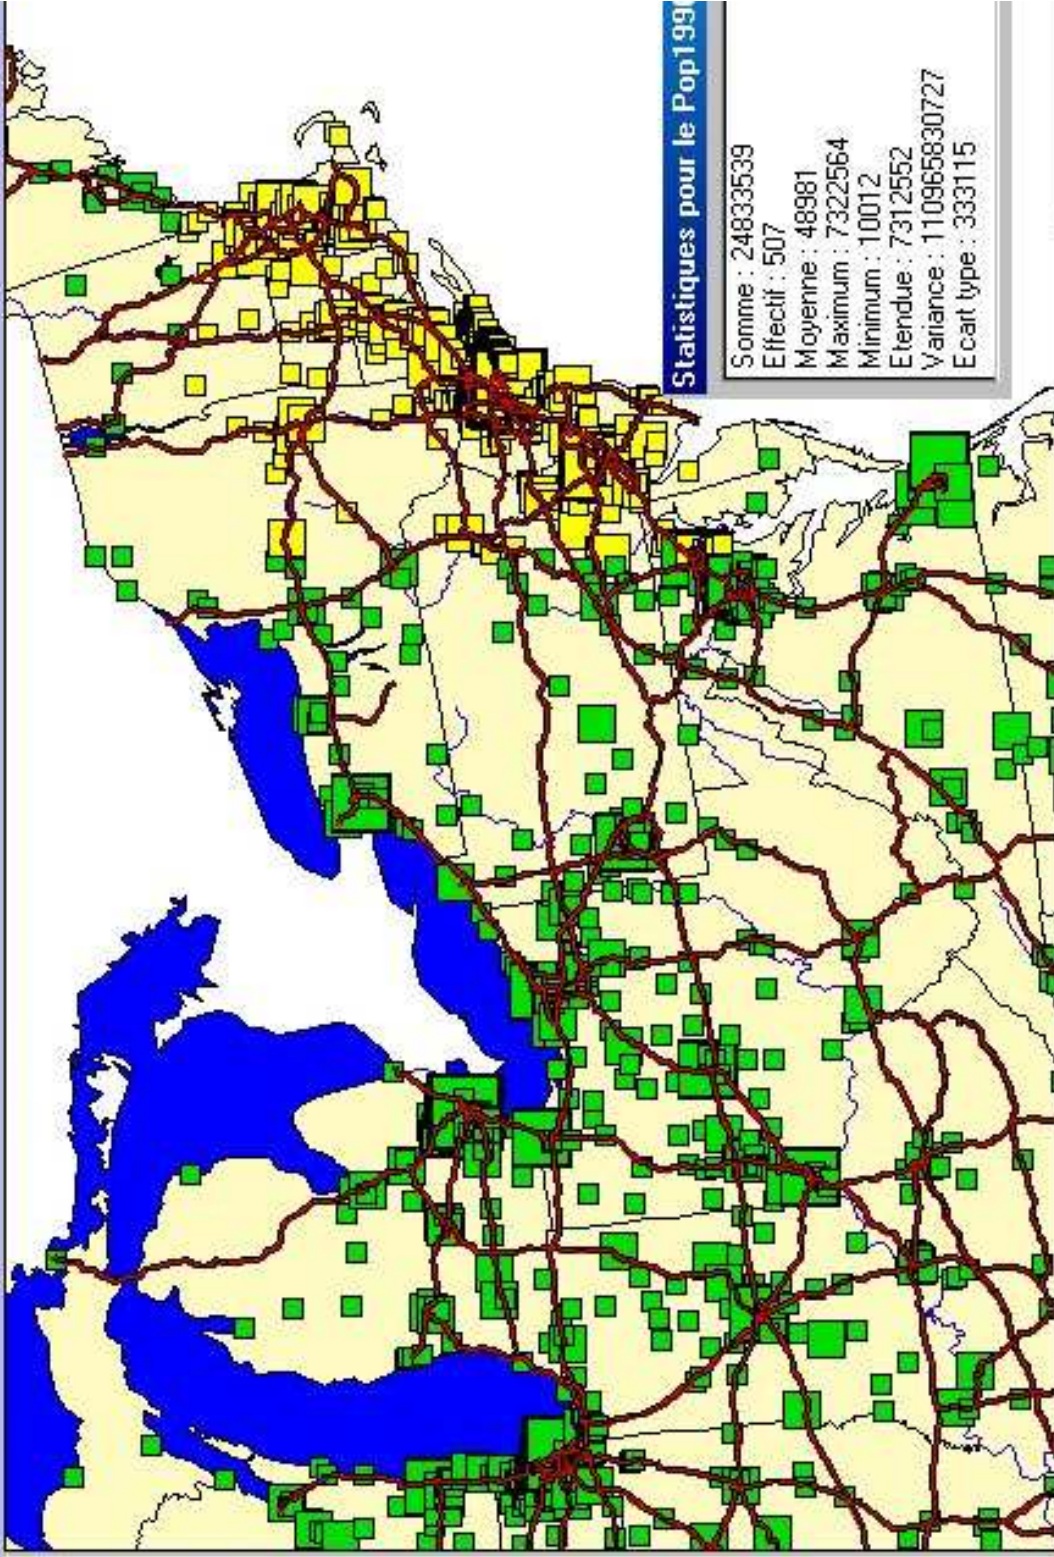 Statistiques pour le Pop1990
Somme : 24833539
Effectif : 507
Moyenne : 48981
Maximum : 7322564
Minimum : 10012
Etendue : 7312552
Variance : 110965830727
Ecart type : 333115